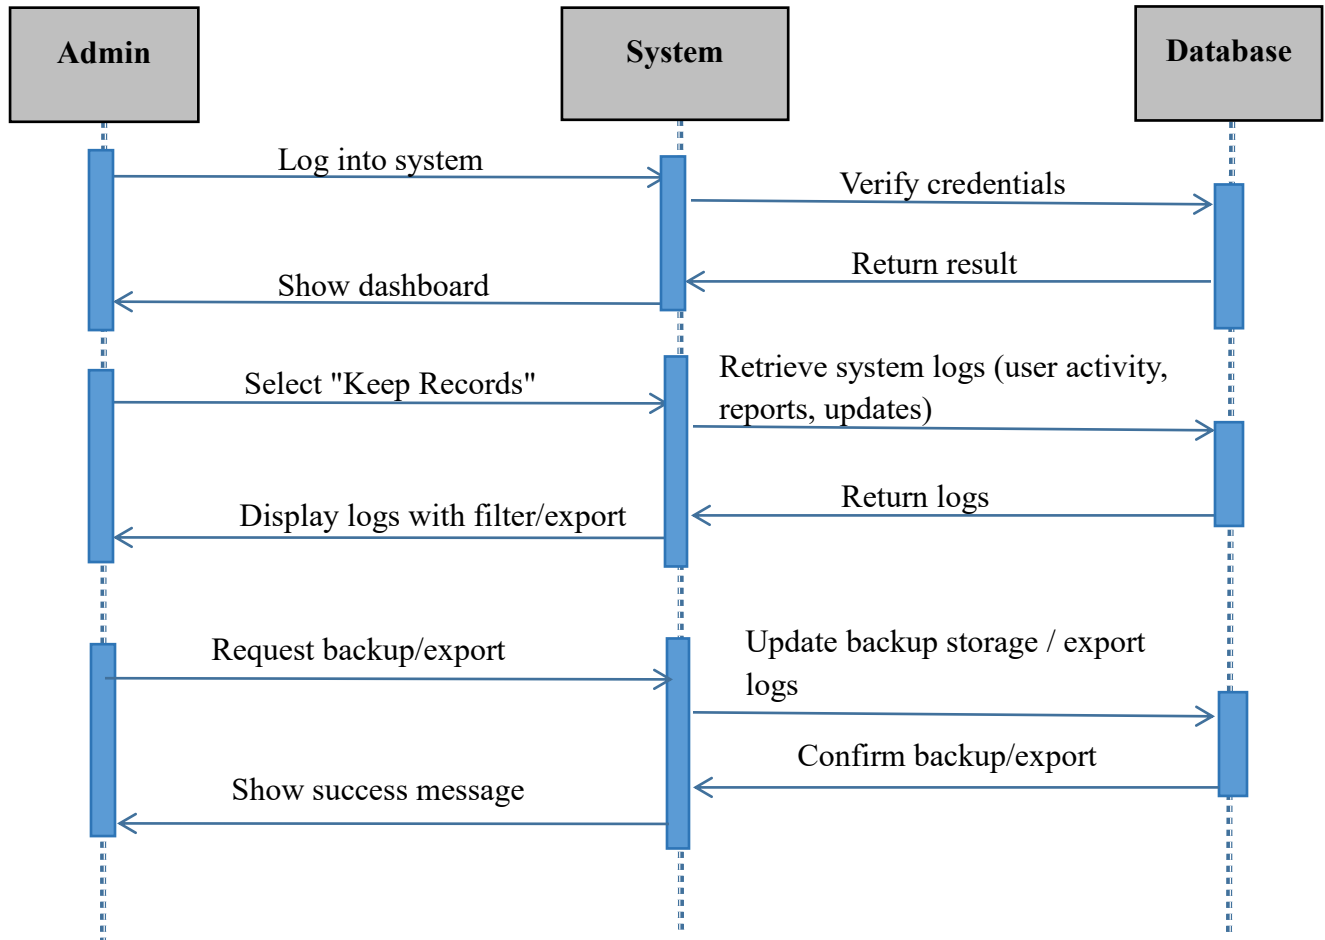 Admin
System
Database
Log into system
Verify credentials
Return result
Show dashboard
Select "Keep Records"
Retrieve system logs (user activity,
reports, updates)
Return logs
Display logs with filter/export
Request backup/export
Update backup storage / export
logs
Confirm backup/export
Show success message